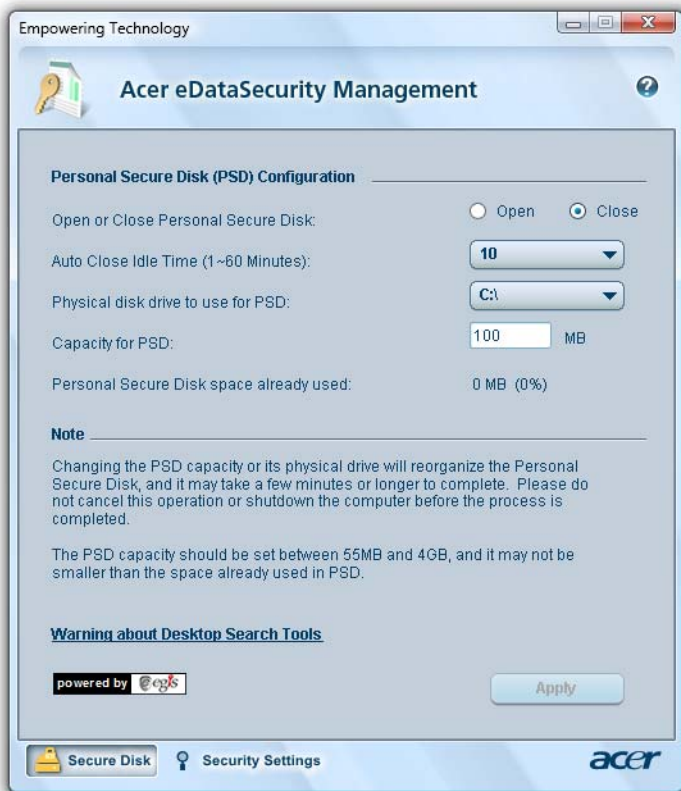 Empowering Technology
Acer eDataSecurity Management
Personal Secure Disk (PSD) Configuration
Open or Close Personal Secure Disk: Open Close
Auto Close Idle Time (1~60 Minutes): 10
Physical disk drive to use for PSD: C:\
Capacity for PSD: 100 MB
Personal Secure Disk space already used: 0 MB (0%)
Note
Changing the PSD capacity or its physical drive will reorganize the Personal
Secure Disk, and it may take a few minutes or longer to complete. Please do
not cancel this operation or shutdown the computer before the process is
completed.
The PSD capacity should be set between 55MB and 4GB, and it may not be
smaller than the space already used in PSD.
Warning about Desktop Search Tools
powered by egis
Apply
Secure Disk Security Settings acer